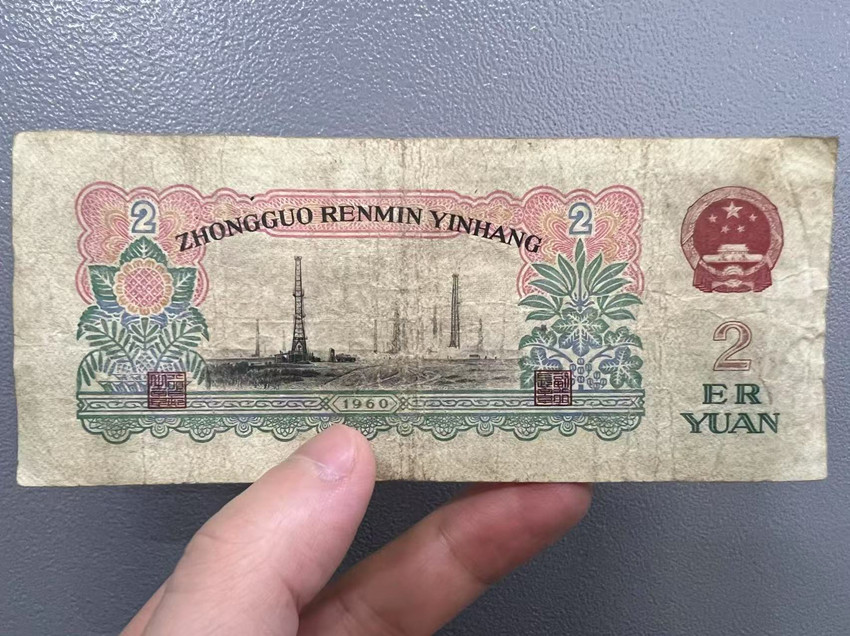 2
2
ZHONGGUO RENMIN YINHANG
1960
2
ER
YUAN